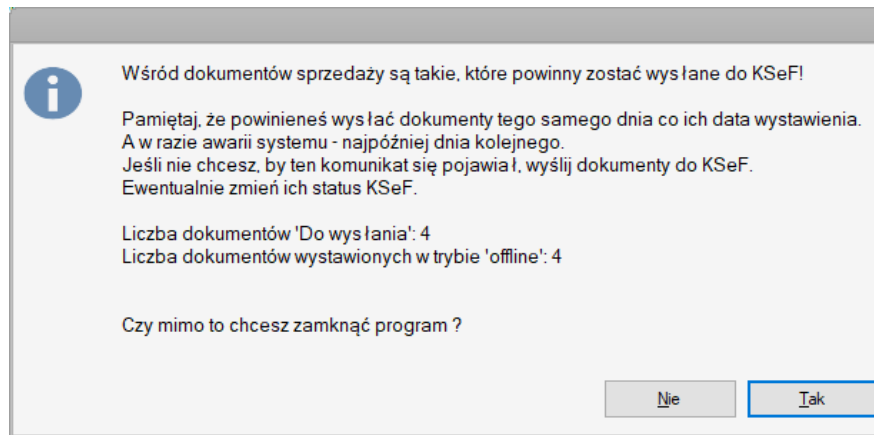 Wśród dokumentów sprzedaży są takie, które powinny zostać wysłane do KSeF!
Pamiętaj, że powinieneś wysłać dokumenty tego samego dnia co ich data wystawienia.
A w razie awarii systemu - najpóźniej dnia kolejnego.
Jeśli nie chcesz, by ten komunikat się pojawiał, wyślij dokumenty do KSeF.
Ewentualnie zmień ich status KSeF.
Liczba dokumentów 'Do wysłania': 4
Liczba dokumentów wystawionych w trybie 'offline': 4
Czy mimo to chcesz zamknąć program ?
Nie
Tak